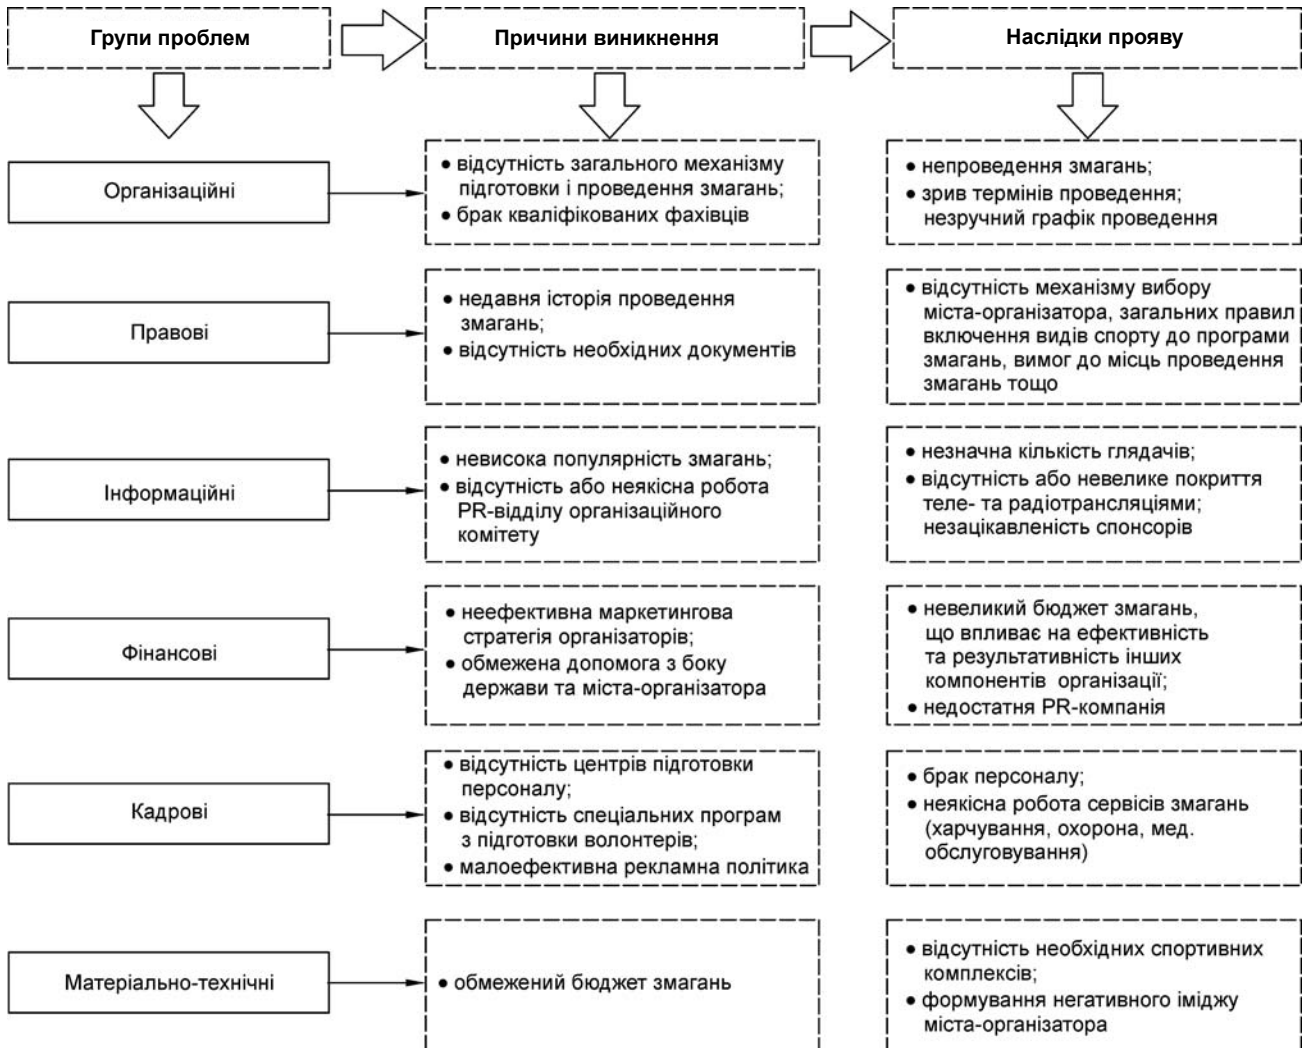 Групи проблем
Причини виникнення
Наслідки прояву
Організаційні
● відсутність загального механізму
підготовки і проведення змагань;
● брак кваліфікованих фахівців
● непроведення змагань;
● зрив термінів проведення;
незручний графік проведення
Правові
● недавня історія проведення
змагань;
● відсутність необхідних документів
● відсутність механізму вибору
міста-організатора, загальних правил
включення видів спорту до програми
змагань, вимог до місць проведення
змагань тощо
Інформаційні
● невисока популярність змагань;
● відсутність або неякісна робота
PR-відділу організаційного
комітету
● незначна кількість глядачів;
● відсутність або невелике покриття
теле- та радіотрансляціями;
незацікавленість спонсорів
Фінансові
● неефективна маркетингова
стратегія організаторів;
● обмежена допомога з боку
держави та міста-організатора
● невеликий бюджет змагань,
що впливає на ефективність
та результативність інших
компонентів організації;
● недостатня PR-компанія
Кадрові
● відсутність центрів підготовки
персоналу;
● відсутність спеціальних програм
з підготовки волонтерів;
● малоефективна рекламна політика
● брак персоналу;
● неякісна робота сервісів змагань
(харчування, охорона, мед.
обслуговування)
Матеріально-технічні
● обмежений бюджет змагань
● відсутність необхідних спортивних
комплексів;
● формування негативного іміджу
міста-організатора